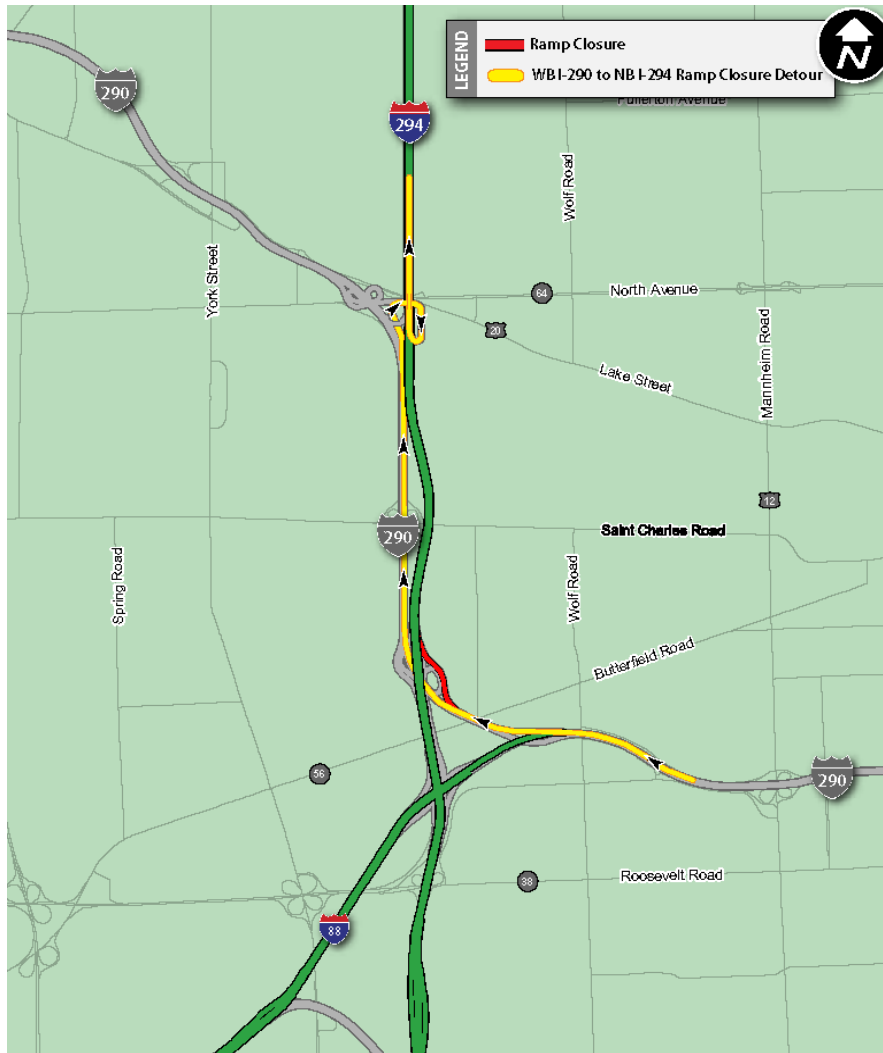 LEGEND
Ramp Closure
WB I-290 to NB I-294 Ramp Closure Detour
N
290
294
Fullerton Avenue
Wolf Road
York Street
64
North Avenue
20
Mannheim Road
Lake Street
12
290
Saint Charles Road
Spring Road
Wolf Road
Butterfield Road
56
290
38
Roosevelt Road
88